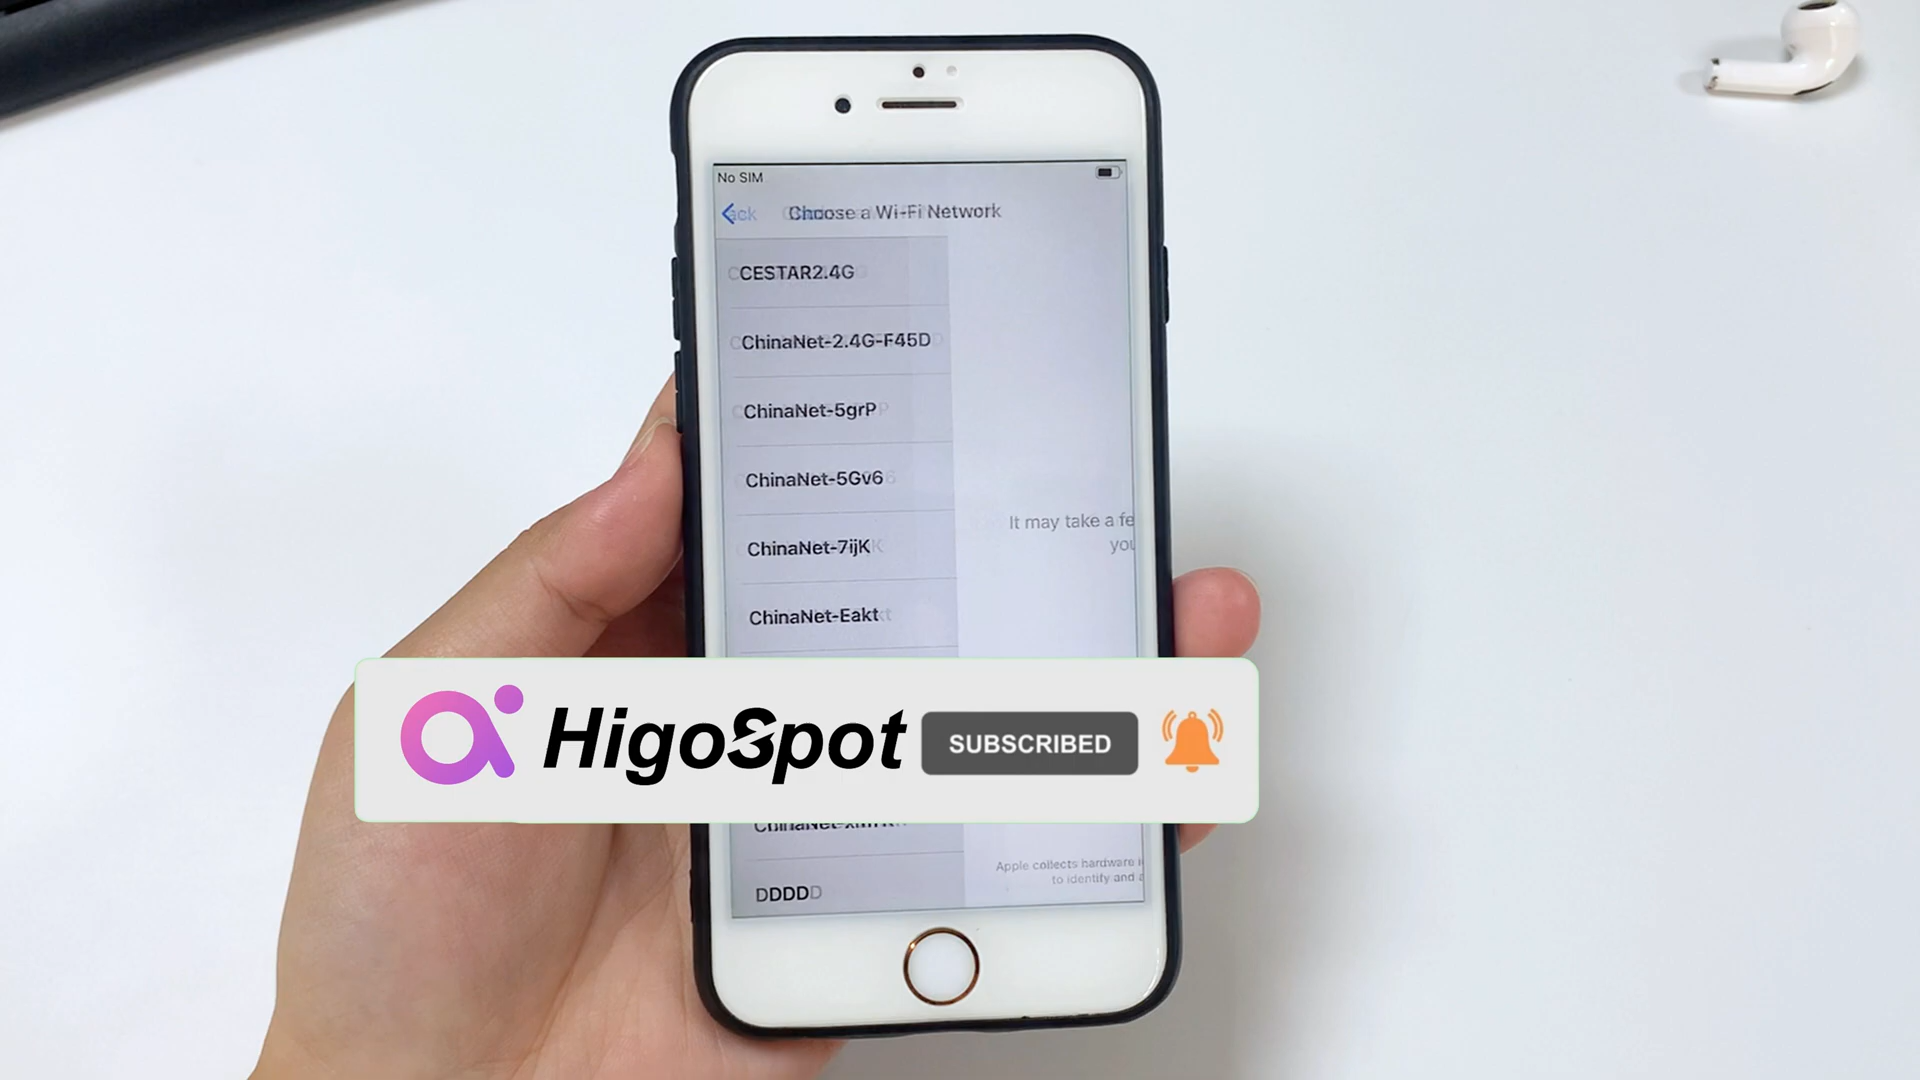 No SIM
Choose a Wi-Fi Network
CESTAR2.4G
ChinaNet-2.4G-F45D
ChinaNet-5grP
ChinaNet-5Gv6
It may take a fe
you
ChinaNet-7ijK
ChinaNet-Eakt
HigoSpot SUBSCRIBED
Apple collects hardware
to identify and a
DDDD